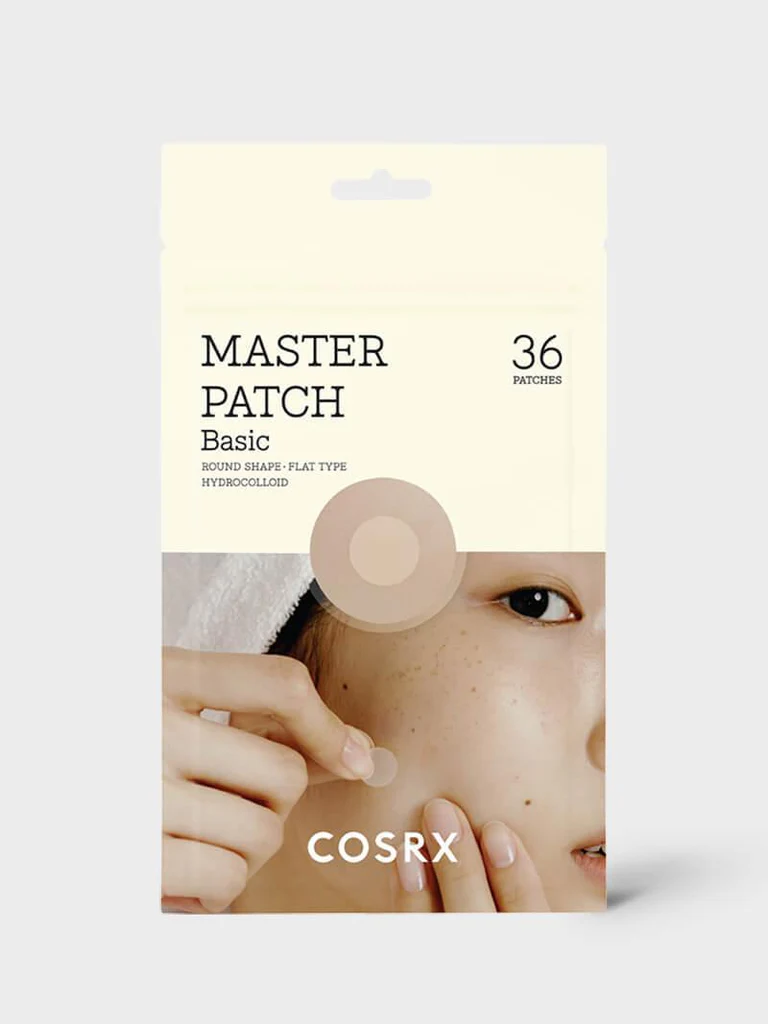 MASTER
PATCH
Basic
ROUND SHAPE · FLAT TYPE
HYDROCOLLOID
36
PATCHES
COSRX